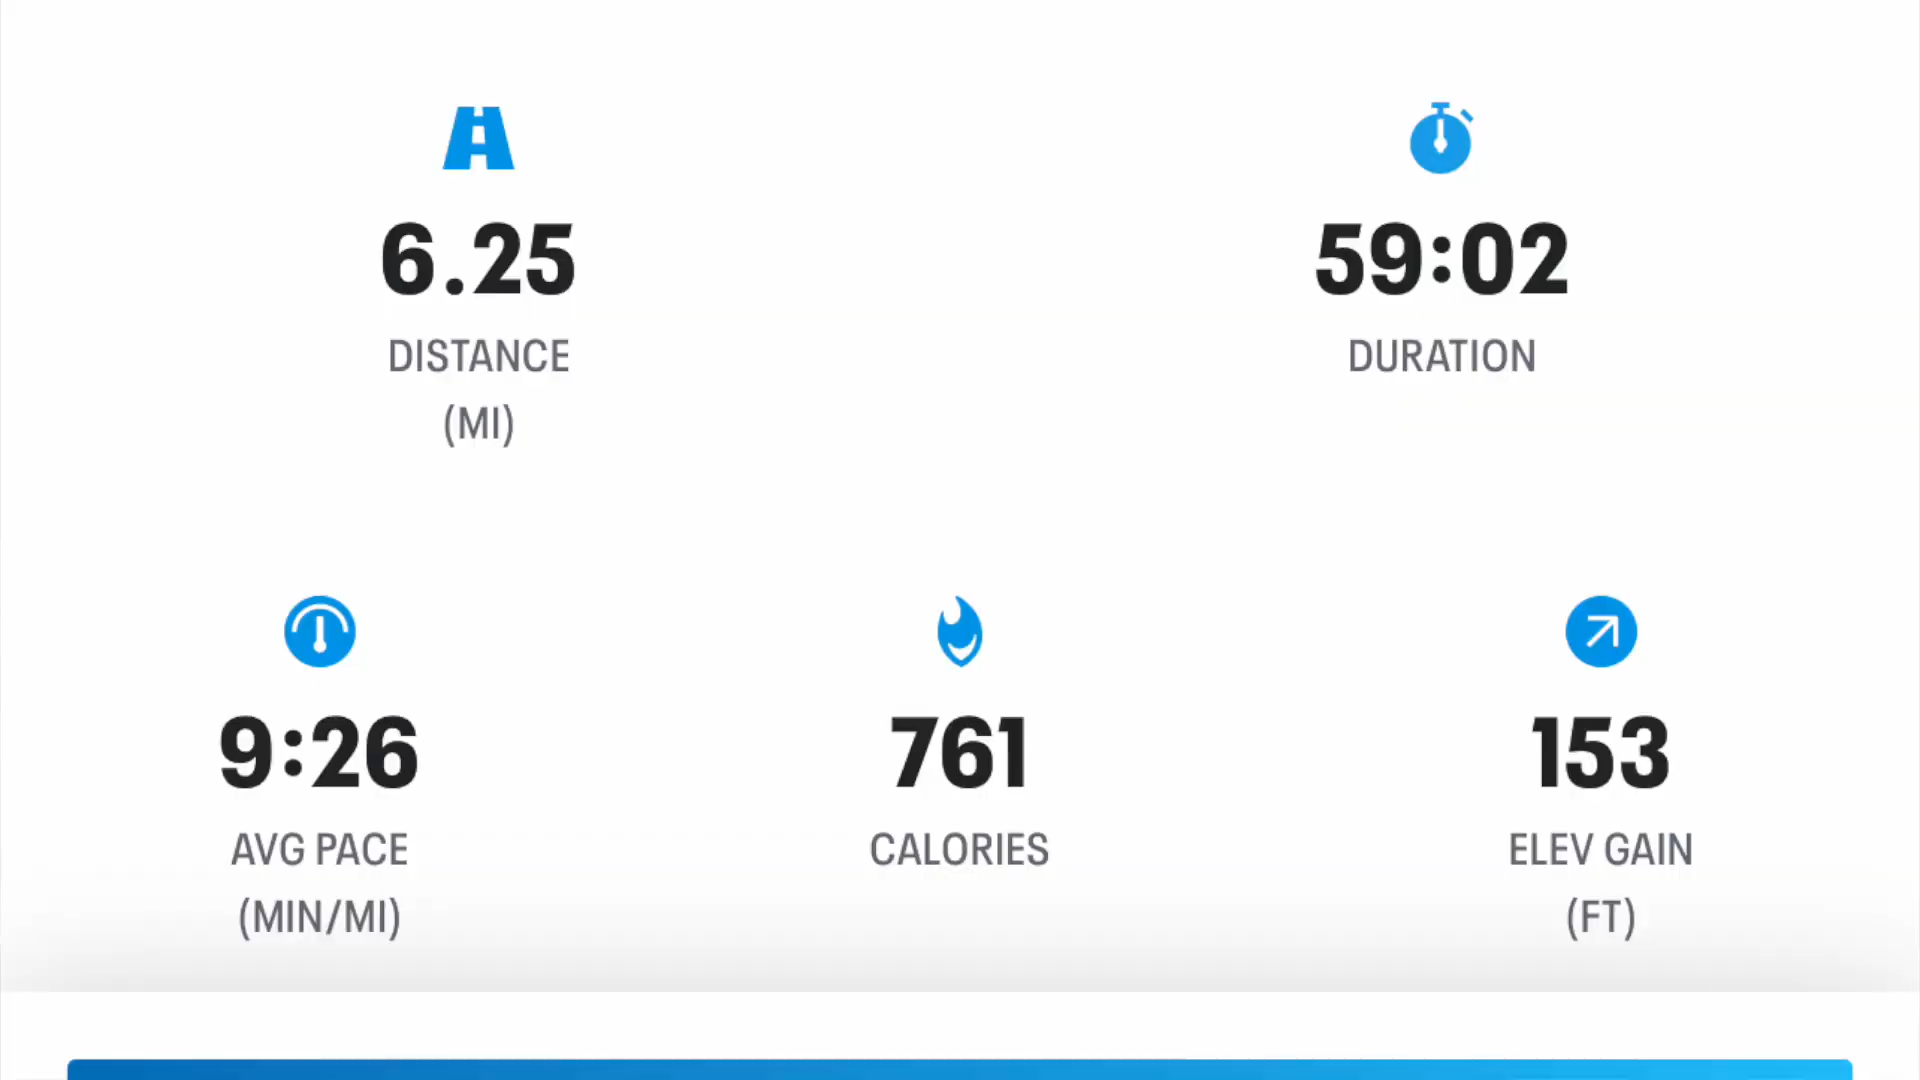 6.25
59:02
DISTANCE
(MI)
DURATION
9:26
761
153
AVG PACE
(MIN/MI)
CALORIES
ELEV GAIN
(FT)